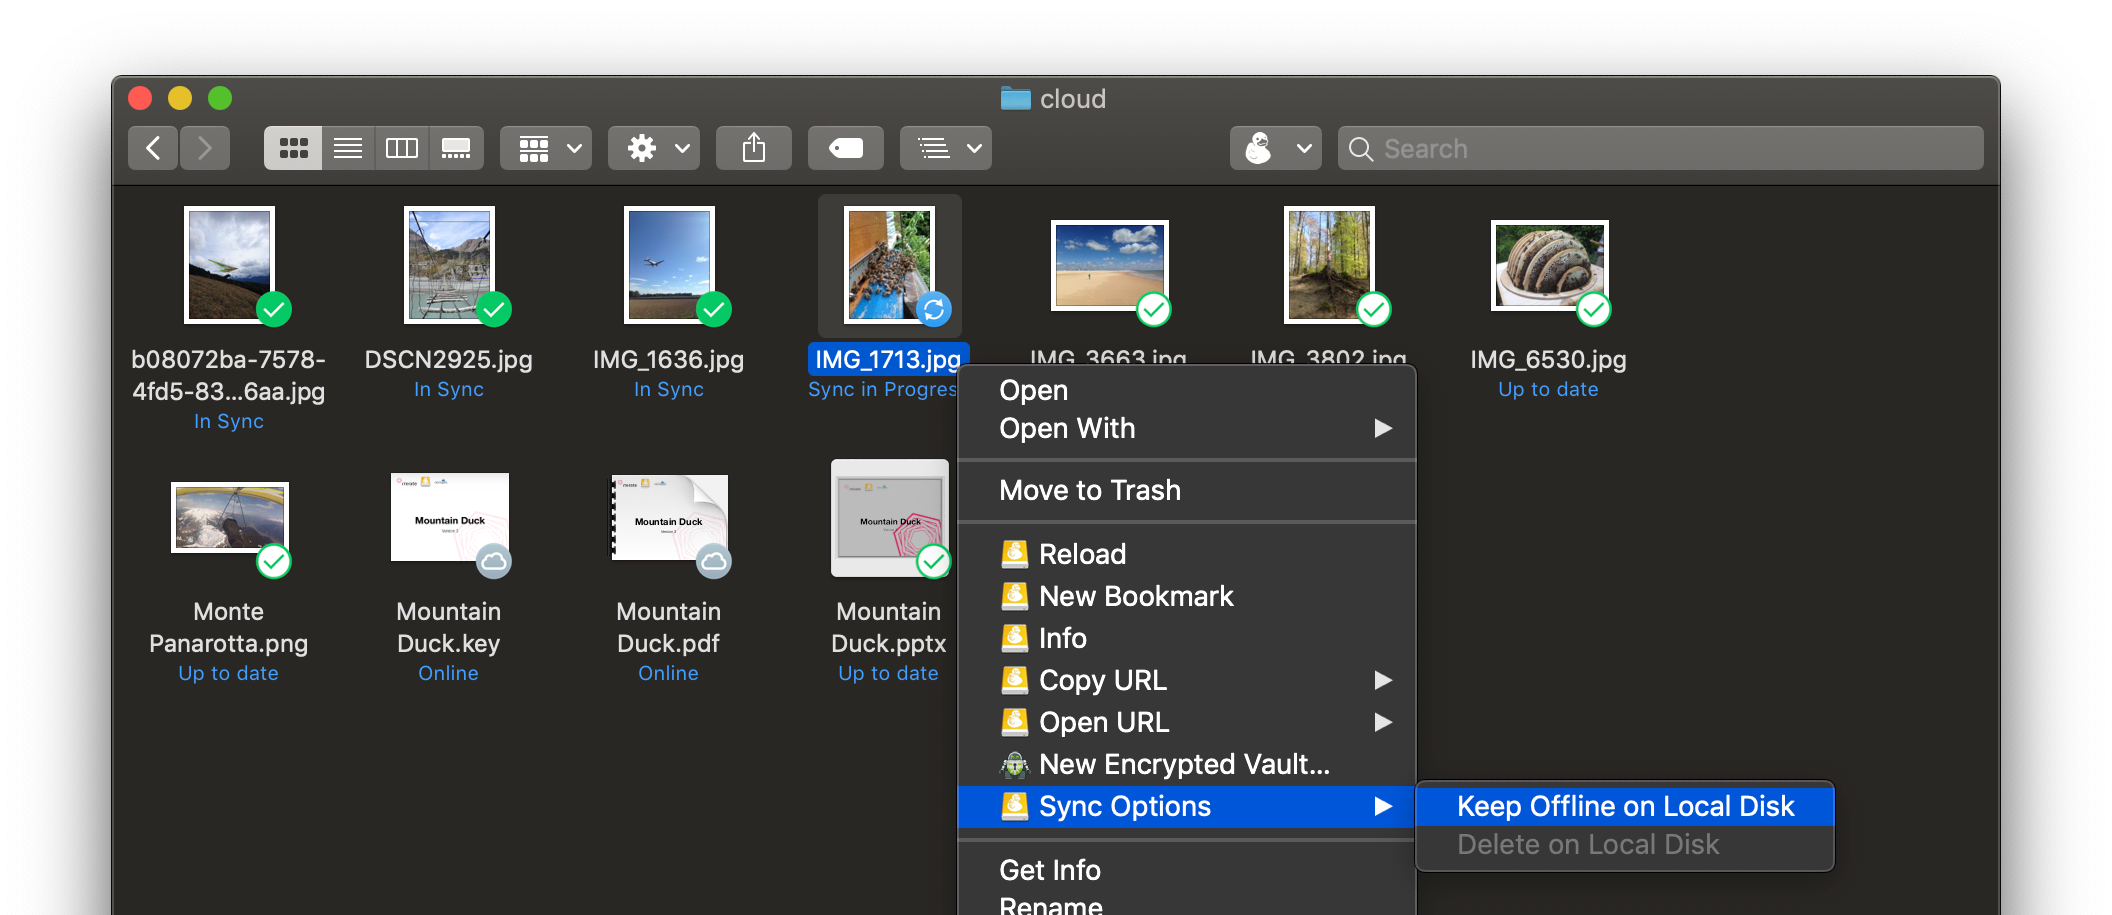 cloud
Search
b08072ba-7578-
4fd5-83...6aa.jpg
In Sync
DSCN2925.jpg
In Sync
IMG_1636.jpg
In Sync
IMG_1713.jpg
Sync in Progres
IMG_3663.jpg
IMG_3802.jpg
IMG_6530.jpg
Up to date
Mountain Duck
Mountain Duck
Mountain Duck
Monte
Panarotta.png
Up to date
Mountain
Duck.key
Online
Mountain
Duck.pdf
Online
Mountain
Duck.pptx
Up to date
Open
Open With
Move to Trash
Reload
New Bookmark
Info
Copy URL
Open URL
New Encrypted Vault...
Sync Options
Get Info
Rename
Keep Offline on Local Disk
Delete on Local Disk